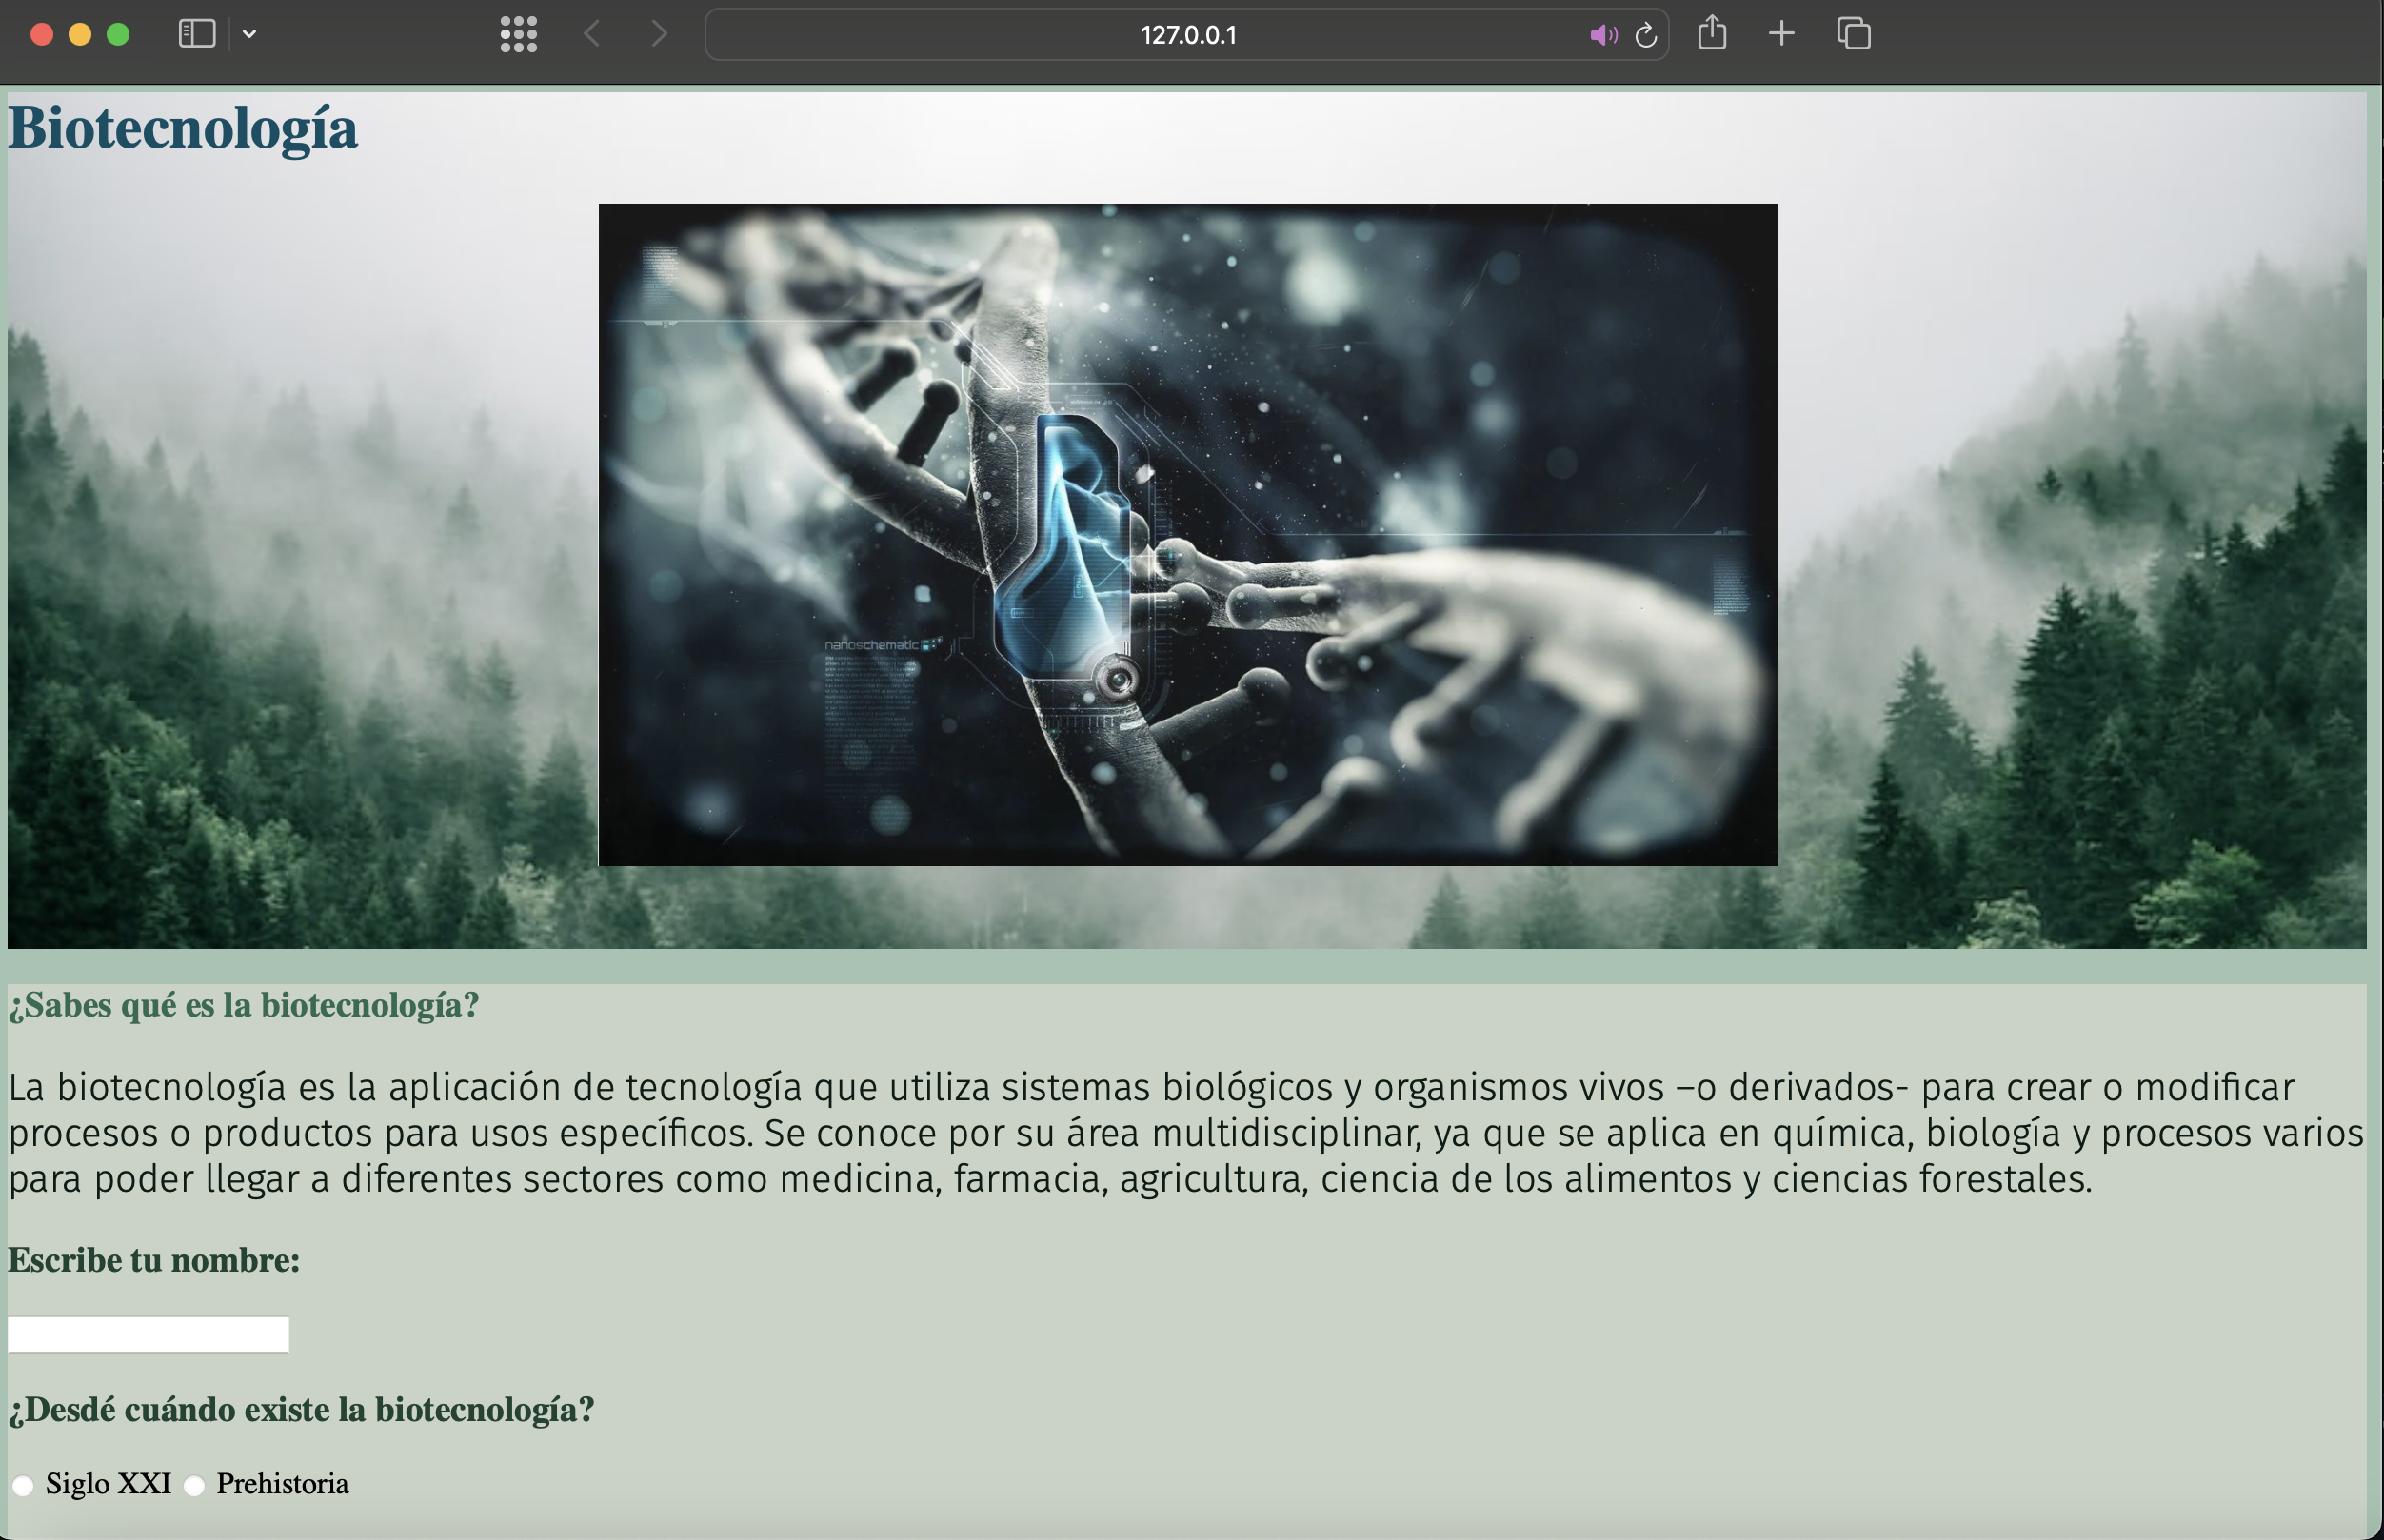 127.0.0.1
Biotecnología
nanoschematic
¿Sabes qué es la biotecnología?
La biotecnología es la aplicación de tecnología que utiliza sistemas biológicos y organismos vivos –o derivados- para crear o modificar
procesos o productos para usos específicos. Se conoce por su área multidisciplinar, ya que se aplica en química, biología y procesos varios
para poder llegar a diferentes sectores como medicina, farmacia, agricultura, ciencia de los alimentos y ciencias forestales.
Escribe tu nombre:
¿Desdé cuándo existe la biotecnología?
Siglo XXI Prehistoria